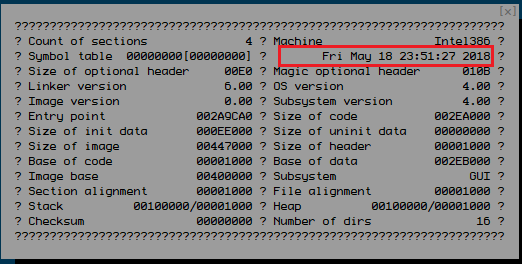 [×]
??????????????????????????????????????????????????????????????????????
? Count of sections 4 ? Machine Intel386 ?
? Symbol table 00000000[00000000] ? Fri May 18 23:51:27 2018 ?
? Size of optional header 00E0 ? Magic optional header 010B ?
? Linker version 6.00 ? OS version 4.00 ?
? Image version 0.00 ? Subsystem version 4.00 ?
? Entry point 002A9CA0 ? Size of code 002EA000 ?
? Size of init data 000EE000 ? Size of uninit data 00000000 ?
? Size of image 00447000 ? Size of header 00001000 ?
? Base of code 00001000 ? Base of data 002EB000 ?
? Image base 00400000 ? Subsystem GUI ?
? Section alignment 00001000 ? File alignment 00001000 ?
? Stack 00100000/00001000 ? Heap 00100000/00001000 ?
? Checksum 00000000 ? Number of dirs 16 ?
??????????????????????????????????????????????????????????????????????